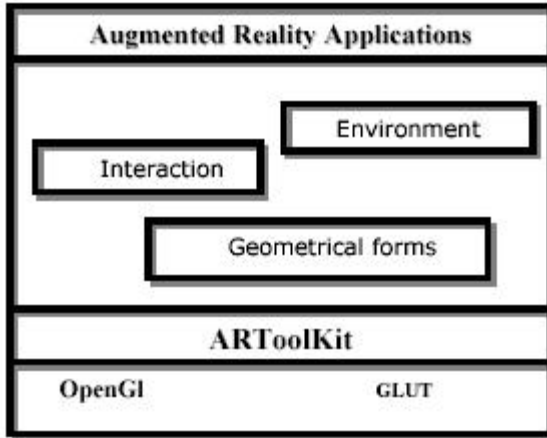 Augmented Reality Applications
Environment
Interaction
Geometrical forms
ARToolKit
OpenGl GLUT